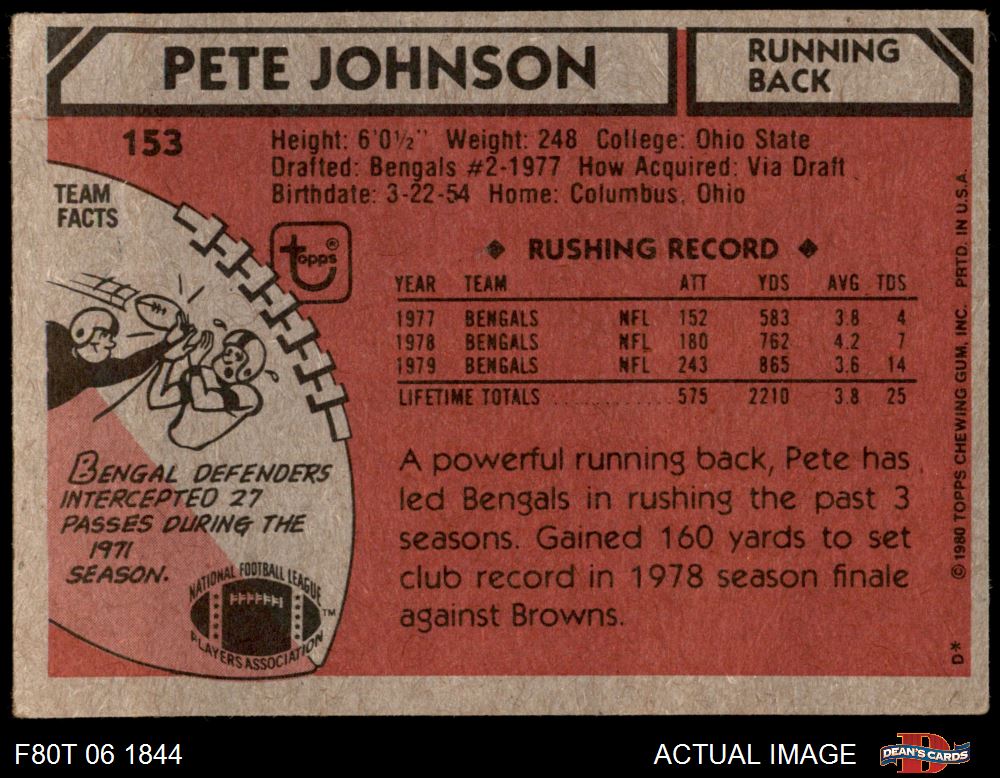 PETE JOHNSON
RUNNING
BACK
153
Height: 6'0½" Weight: 248 College: Ohio State
Drafted: Bengals #2-1977 How Acquired: Via Draft
Birthdate: 3-22-54 Home: Columbus, Ohio
TEAM
FACTS
topps®
◆ RUSHING RECORD ◆
YEAR TEAM ATT YDS AVG TDS
1977 BENGALS NFL 152 583 3.8 4
1978 BENGALS NFL 180 762 4.2 7
1979 BENGALS NFL 243 865 3.6 14
LIFETIME TOTALS .............. 575 2210 3.8 25
BENGAL DEFENDERS
INTERCEPTED 27
PASSES DURING THE
1971
SEASON.
NATIONAL FOOTBALL LEAGUE
PLAYERS ASSOCIATION
TM
A powerful running back, Pete has
led Bengals in rushing the past 3
seasons. Gained 160 yards to set
club record in 1978 season finale
against Browns.
D* © 1980 TOPPS CHEWING GUM, INC. PRTD. IN U.S.A.
F80T 06 1844
ACTUAL IMAGE
D
DEAN'S CARDS